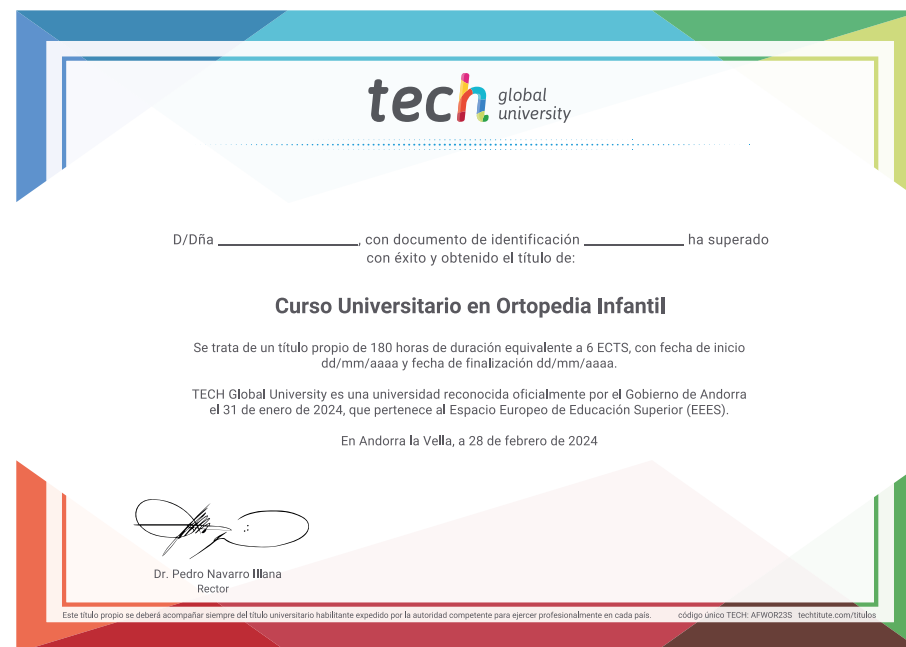 tech global university
D/Dña ______________, con documento de identificación __________ ha superado
con éxito y obtenido el título de:
Curso Universitario en Ortopedia Infantil
Se trata de un título propio de 180 horas de duración equivalente a 6 ECTS, con fecha de inicio
dd/mm/aaaa y fecha de finalización dd/mm/aaaa.
TECH Global University es una universidad reconocida oficialmente por el Gobierno de Andorra
el 31 de enero de 2024, que pertenece al Espacio Europeo de Educación Superior (EEES).
En Andorra la Vella, a 28 de febrero de 2024
Dr. Pedro Navarro Illana
Rector
Este título propio se deberá acompañar siempre del título universitario habilitante expedido por la autoridad competente para ejercer profesionalmente en cada país. código único TECH: AFWOR23S techtitute.com/titulos